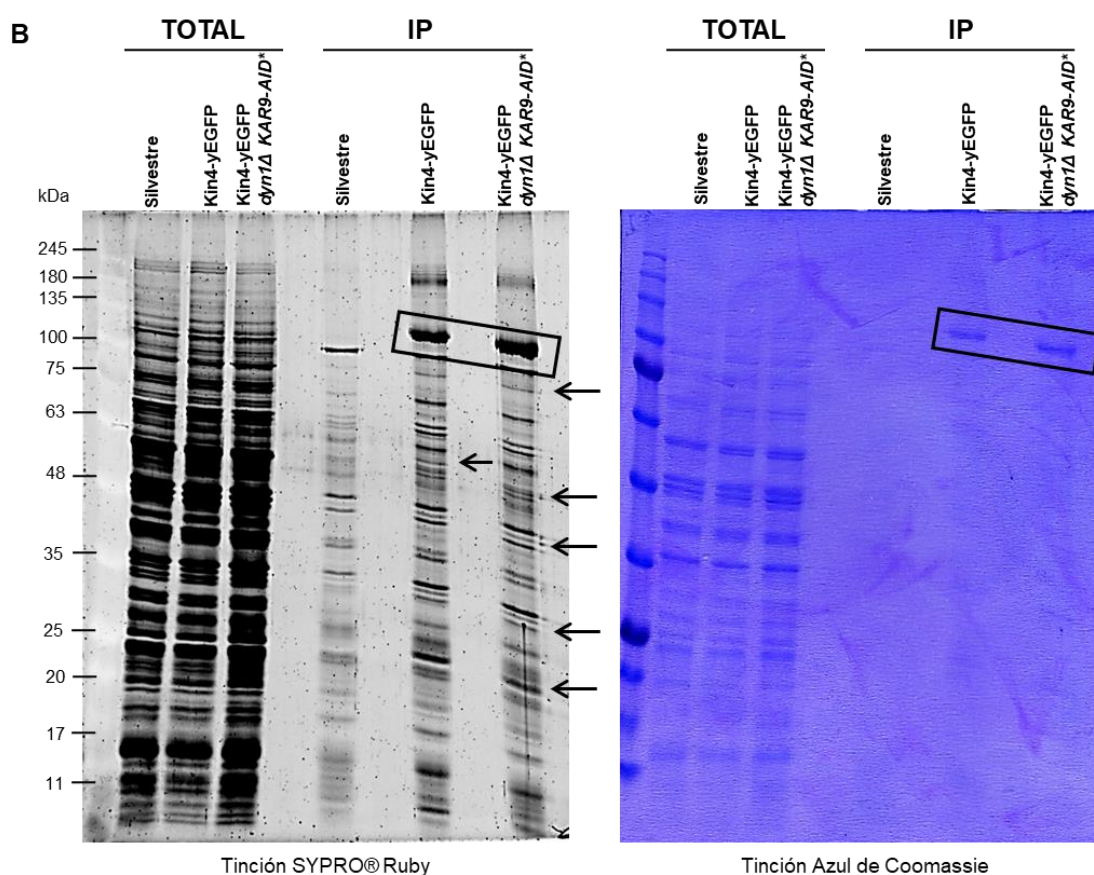 B
TOTAL
IP
Silvestre
Kin4-yEGFP
Kin4-yEGFP
dyn1Δ KAR9-AID*
Silvestre
Kin4-yEGFP
Kin4-yEGFP
dyn1Δ KAR9-AID*
kDa
245
180
135
100
75
63
48
35
25
20
17
11
Tinción SYPRO® Ruby
TOTAL
IP
Silvestre
Kin4-yEGFP
Kin4-yEGFP
dyn1Δ KAR9-AID*
Silvestre
Kin4-yEGFP
Kin4-yEGFP
dyn1Δ KAR9-AID*
Tinción Azul de Coomassie